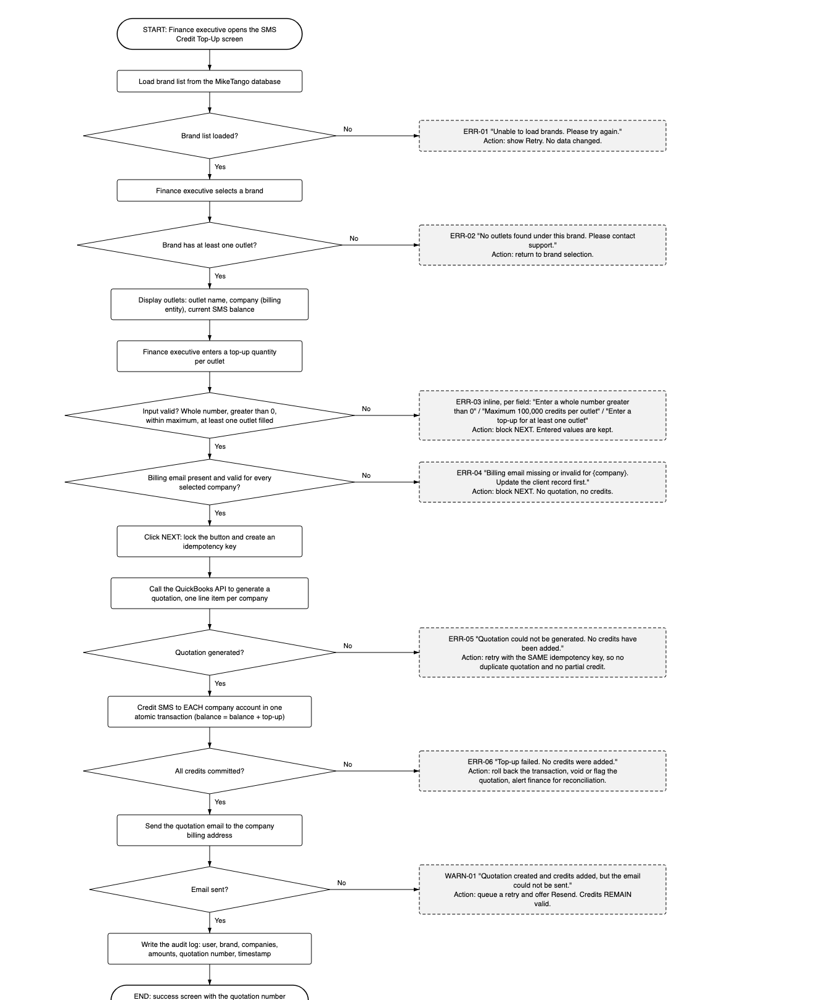 START: Finance executive opens the SMS
Credit Top-Up screen
Load brand list from the MikeTango database
Brand list loaded?
No
ERR-01 "Unable to load brands. Please try again."
Action: show Retry. No data changed.
Yes
Finance executive selects a brand
Brand has at least one outlet?
No
ERR-02 "No outlets found under this brand. Please contact
support."
Action: return to brand selection.
Yes
Display outlets: outlet name, company (billing
entity), current SMS balance
Finance executive enters a top-up quantity
per outlet
Input valid? Whole number, greater than 0,
within maximum, at least one outlet filled
No
ERR-03 inline, per field: "Enter a whole number greater
than 0" / "Maximum 100,000 credits per outlet" / "Enter a
top-up for at least one outlet"
Action: block NEXT. Entered values are kept.
Yes
Billing email present and valid for every
selected company?
No
ERR-04 "Billing email missing or invalid for {company}.
Update the client record first."
Action: block NEXT. No quotation, no credits.
Yes
Click NEXT: lock the button and create an
idempotency key
Call the QuickBooks API to generate a
quotation, one line item per company
Quotation generated?
No
ERR-05 "Quotation could not be generated. No credits have
been added."
Action: retry with the SAME idempotency key, so no
duplicate quotation and no partial credit.
Yes
Credit SMS to EACH company account in one
atomic transaction (balance = balance + top-up)
All credits committed?
No
ERR-06 "Top-up failed. No credits were added."
Action: roll back the transaction, void or flag the
quotation, alert finance for reconciliation.
Yes
Send the quotation email to the company
billing address
Email sent?
No
WARN-01 "Quotation created and credits added, but the email
could not be sent."
Action: queue a retry and offer Resend. Credits REMAIN
valid.
Yes
Write the audit log: user, brand, companies,
amounts, quotation number, timestamp
END: success screen with the quotation number